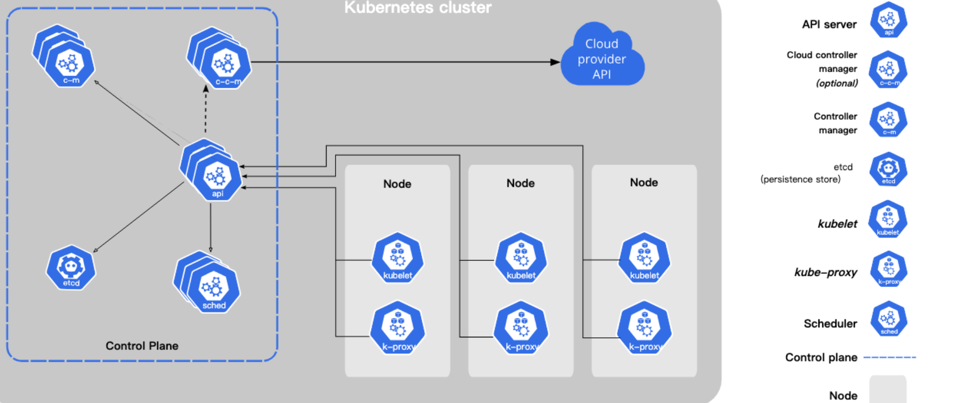 Kubernetes cluster
c-m
c-c-m
Cloud
provider
API
api
etcd
sched
Control Plane
Node
kubelet
k-proxy
Node
kubelet
k-proxy
Node
kubelet
k-proxy
API server
api
Cloud controller
manager
(optional)
c-c-m
Controller
manager
c-m
etcd
(persistence store)
etcd
kubelet
kubelet
kube-proxy
k-proxy
Scheduler
sched
Control plane
Node